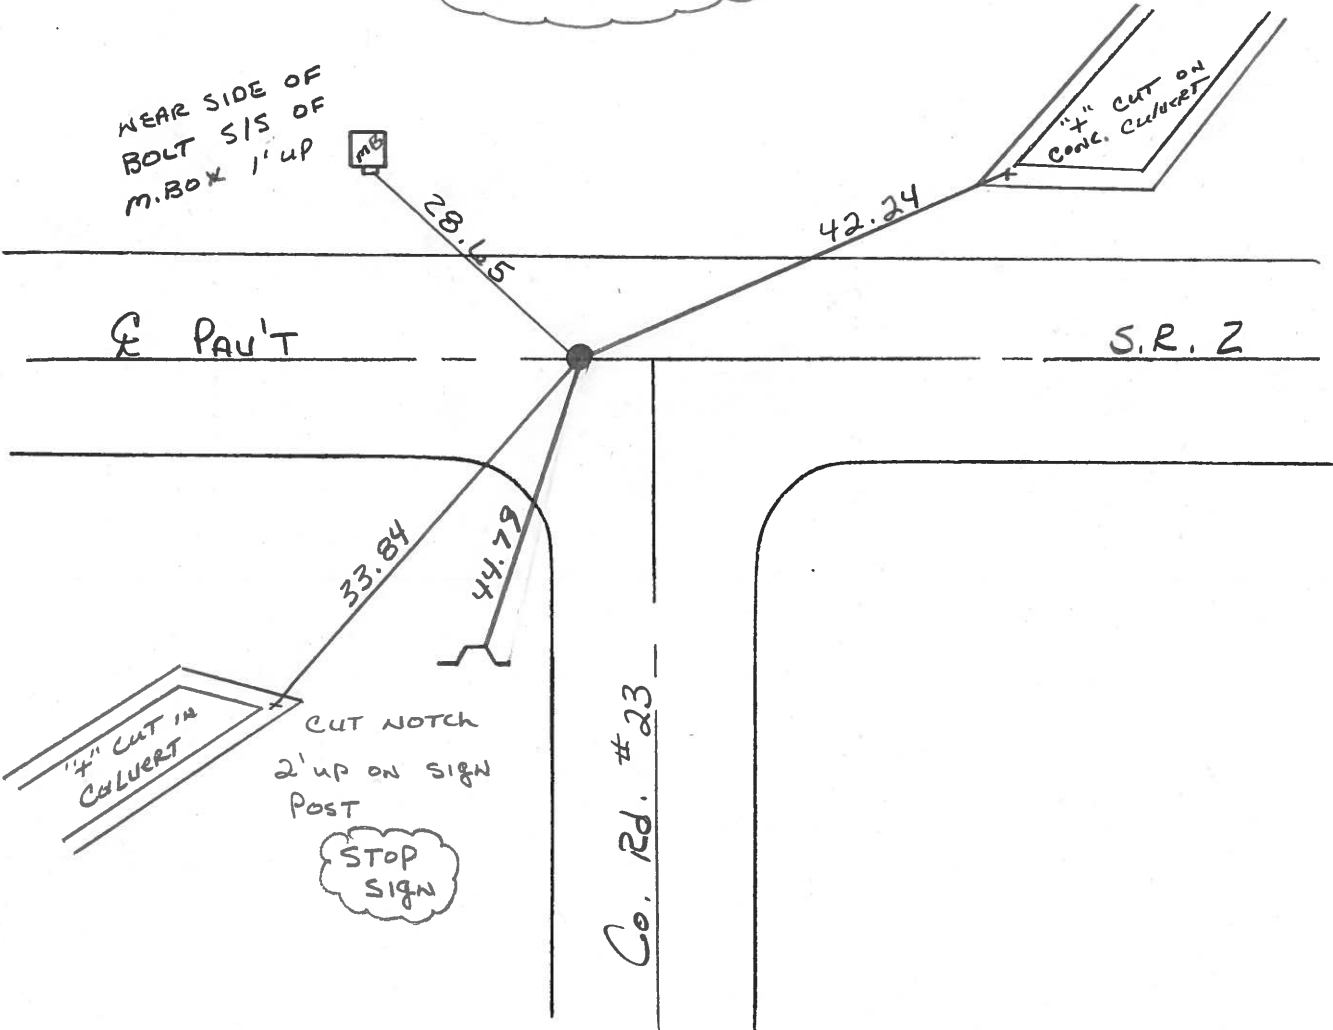 NEAR SIDE OF
BOLT S/S OF
M.BOX 1' UP
MB
28.65
42.24
"+" CUT ON
CONC. CULVERT
℄ PAV'T
S.R. 2
33.84
44.79
"+" CUT IN
CULVERT
CUT NOTCH
2' UP ON SIGN
POST
STOP
SIGN
Co. Rd. #23